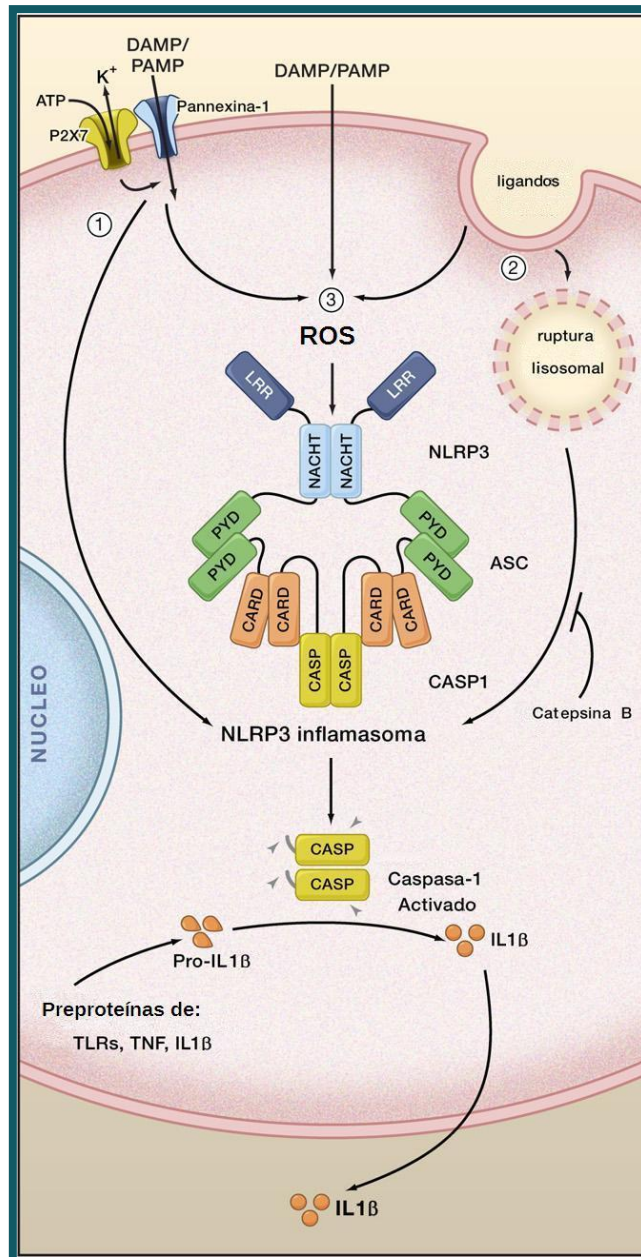 DAMP/
PAMP
K+
DAMP/PAMP
ATP
Pannexina-1
P2X7
ligandos
1
2
3
ROS
ruptura
lisosomal
LRR
LRR
NACHT
NACHT
NLRP3
PYD
PYD
PYD
PYD
ASC
CARD
CARD
CARD
CARD
CASP
CASP
CASP1
NUCLEO
Catepsina B
NLRP3 inflamasoma
CASP
CASP
Caspasa-1
Activado
Pro-IL1β
IL1β
Preproteínas de:
TLRs, TNF, IL1β
IL1β